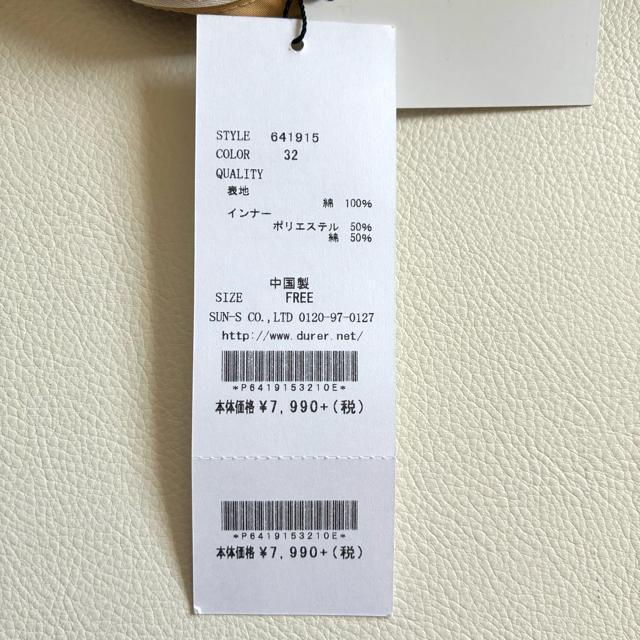 STYLE 641915
COLOR 32
QUALITY
表地
綿 100%
インナー
ポリエステル 50%
綿 50%
中国製
SIZE FREE
SUN-S CO.,LTD 0120-97-0127
http://www.durer.net/
*P6419153210E*
本体価格 ¥7,990+(税)
*P6419153210E*
本体価格 ¥7,990+(税)